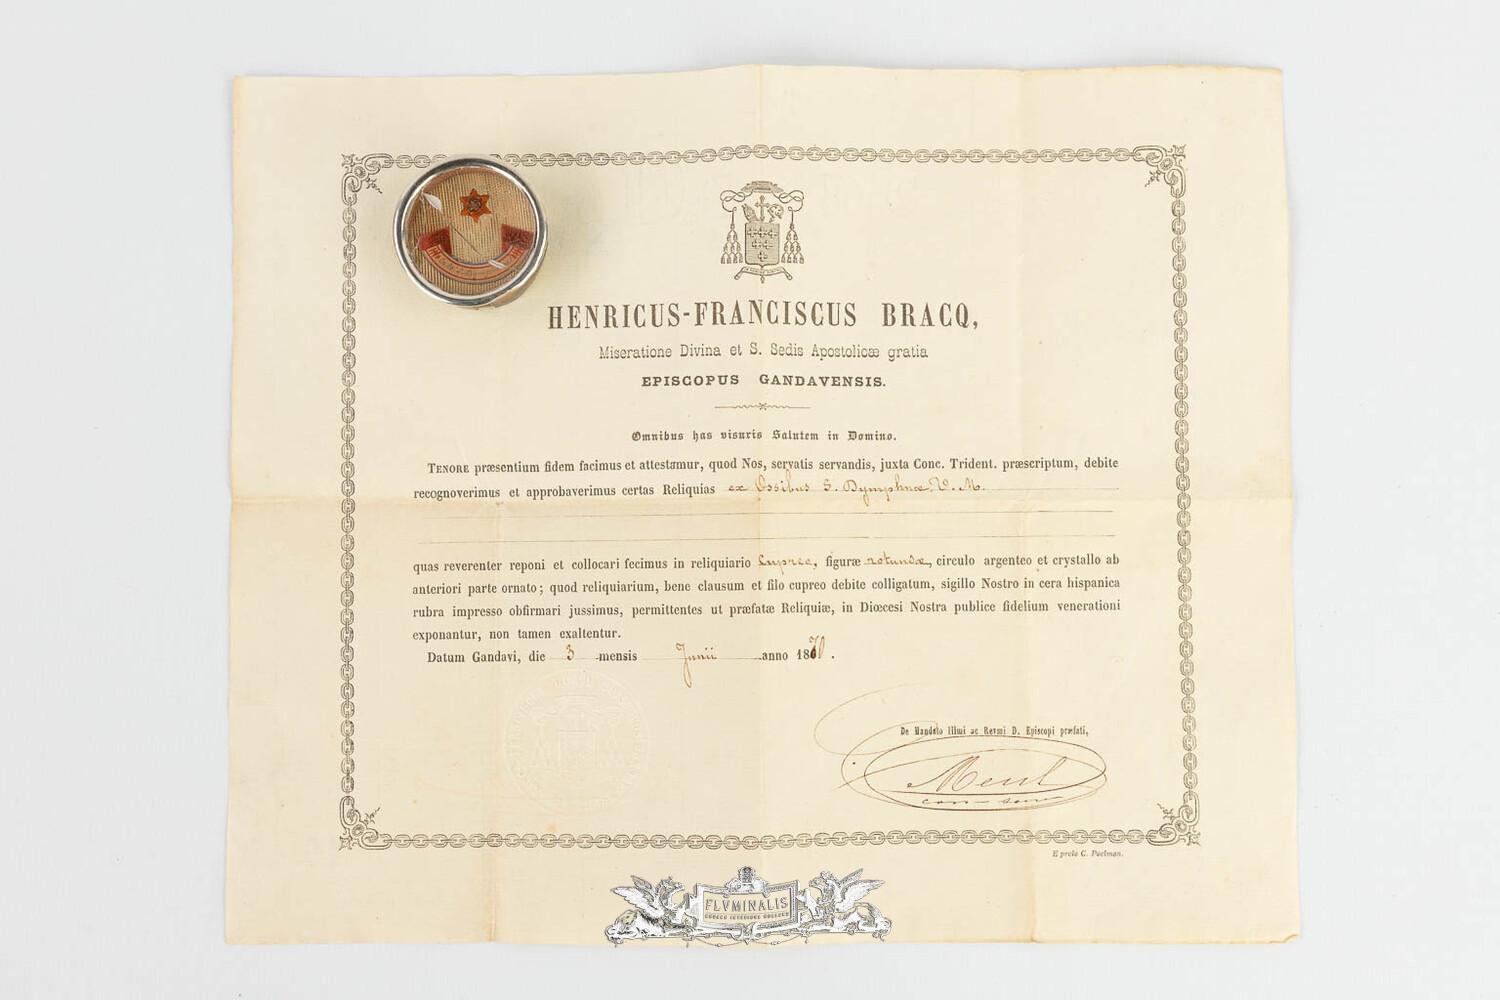 HENRICUS-FRANCISCUS BRACQ,
Miseratione Divina et S. Sedis Apostolicæ gratia
EPISCOPUS GANDAVENSIS.
Omnibus has visuris Salutem in Domino.
TENORE præsentium fidem facimus et attestamur, quod Nos, servatis servandis, juxta Conc. Trident. præscriptum, debite
recognoverimus et approbaverimus certas Reliquias ex Ossibus S. Dymphnæ. V. M.
quas reverenter reponi et collocari fecimus in reliquiario cupreo, figuræ rotundæ, circulo argenteo et crystallo ab
anteriori parte ornato; quod reliquiarium, bene clausum et filo cupreo debite colligatum, sigillo Nostro in cera hispanica
rubra impresso obfirmari jussimus, permittentes ut præfatæ Reliquiæ, in Diœcesi Nostra publice fidelium venerationi
exponantur, non tamen exaltentur.
Datum Gandavi, die 3 mensis Junii anno 1870.
De Mandato Illmi ac Revmi D. Episcopi præfati,
E prelo C. Poelman.
FLVMINALIS